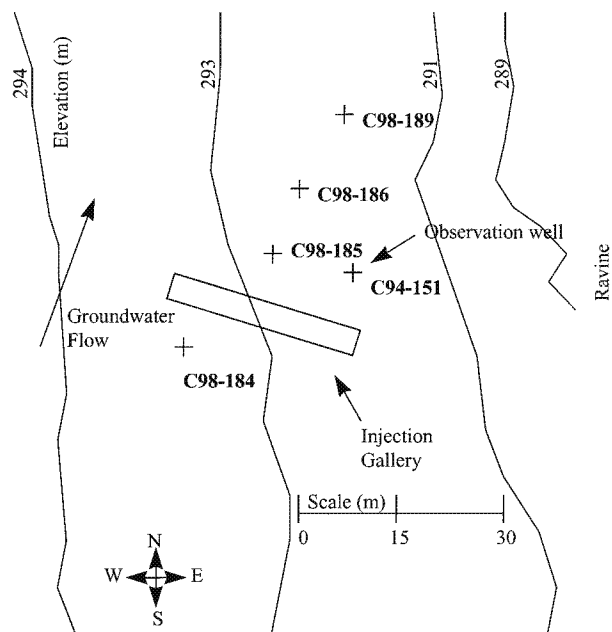 294
Elevation (m)
293
291
289
C98-189
C98-186
Observation well
C98-185
C94-151
Ravine
Groundwater
Flow
C98-184
Injection
Gallery
Scale (m)
0
15
30
N
W
E
S